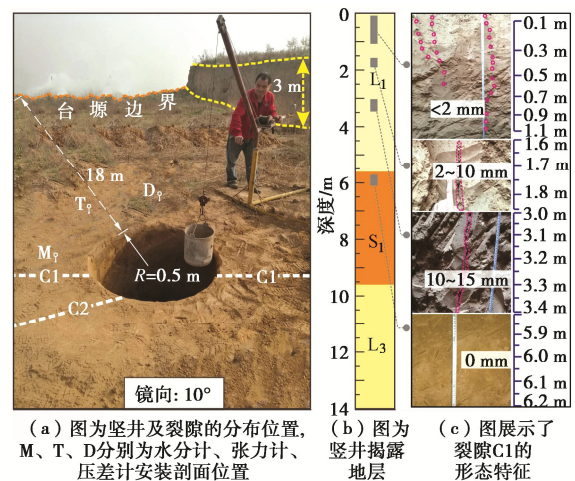 台塬边界
3 m
18 m
T
D
M
R=0.5 m
C1
C1
C2
镜向: 10°
(a)图为竖井及裂隙的分布位置,
M、T、D分别为水分计、张力计、
压差计安装剖面位置
深度/m
0
2
4
6
8
10
12
14
L1
S1
L3
(b)图为
竖井揭露
地层
<2 mm
2~10 mm
10~15 mm
0 mm
0.1 m
0.3 m
0.5 m
0.7 m
0.9 m
1.1 m
1.6 m
1.7 m
1.8 m
3.0 m
3.1 m
3.2 m
3.3 m
3.4 m
5.9 m
6.0 m
6.1 m
6.2 m
(c)图展示了
裂隙C1的
形态特征